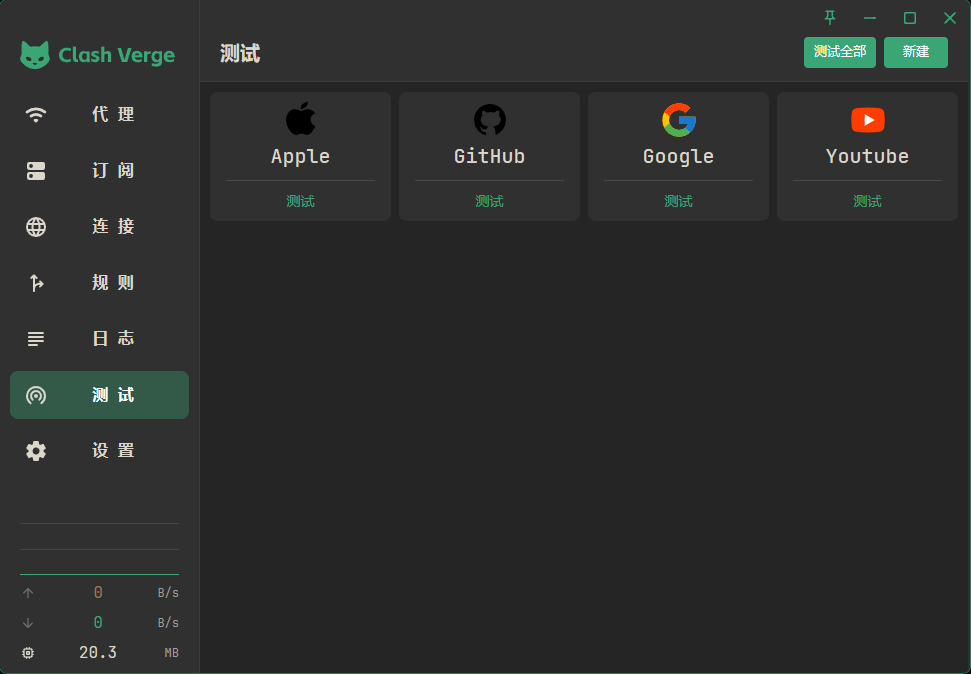 Clash Verge
代 理
订 阅
连 接
规 则
日 志
测 试
设 置
0 B/s
0 B/s
20.3 MB
测试
测试全部 新建
Apple GitHub Google Youtube
测试 测试 测试 测试